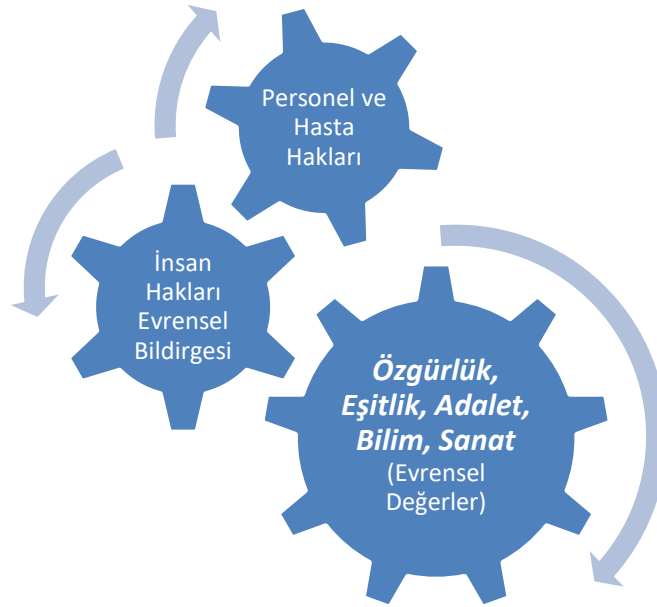 Personel ve
Hasta
Hakları
İnsan
Hakları
Evrensel
Bildirgesi
Özgürlük,
Eşitlik, Adalet,
Bilim, Sanat
(Evrensel
Değerler)